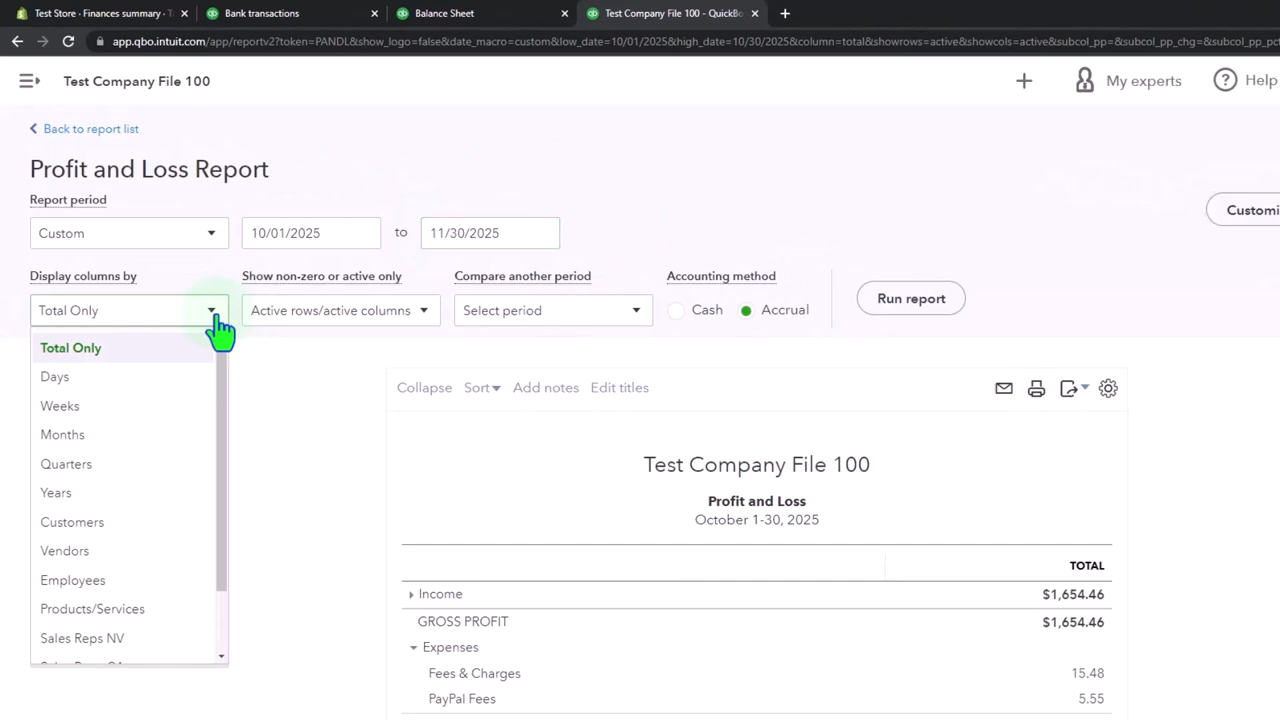 Test Store · Finances summary · T
Bank transactions
Balance Sheet
Test Company File 100 - QuickBo
app.qbo.intuit.com/app/reportv2?token=PANDL&show_logo=false&date_macro=custom&low_date=10/01/2025&high_date=10/30/2025&column=total&showrows=active&showcols=active&subcol_pp=&subcol_pp_chg=&subcol_pp_pct
Test Company File 100
My experts
Help
Back to report list
Profit and Loss Report
Report period
Custom 10/01/2025 to 11/30/2025
Customi
Display columns by Show non-zero or active only Compare another period Accounting method
Total Only Active rows/active columns Select period Cash Accrual Run report
Total Only
Days
Weeks
Months
Quarters
Years
Customers
Vendors
Employees
Products/Services
Sales Reps NV
Collapse Sort Add notes Edit titles
Test Company File 100
Profit and Loss
October 1-30, 2025
TOTAL
Income $1,654.46
GROSS PROFIT $1,654.46
Expenses
Fees & Charges 15.48
PayPal Fees 5.55